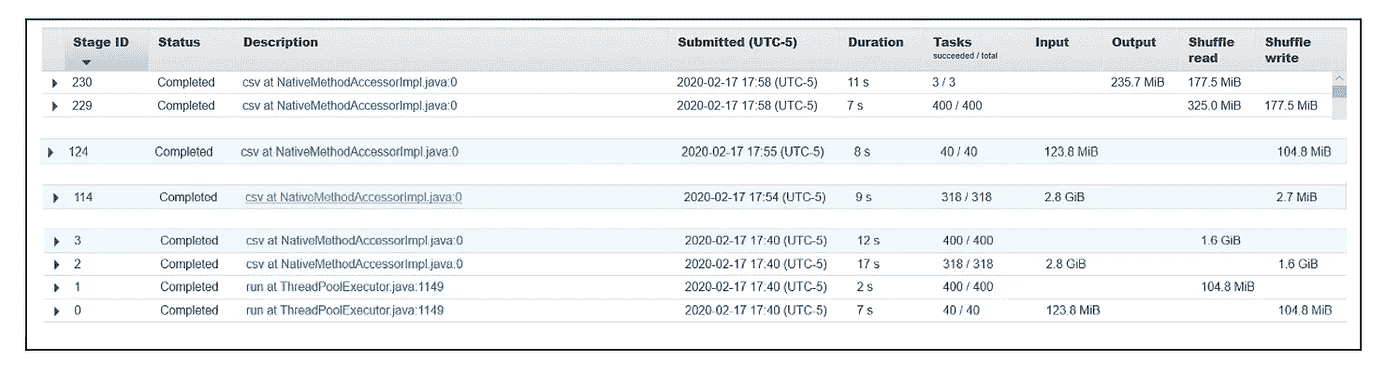 Stage ID Status Description Submitted (UTC-5) Duration Tasks succeeded / total Input Output Shuffle read Shuffle write
230 Completed csv at NativeMethodAccessorImpl.java:0 2020-02-17 17:58 (UTC-5) 11 s 3 / 3 235.7 MiB 177.5 MiB
229 Completed csv at NativeMethodAccessorImpl.java:0 2020-02-17 17:58 (UTC-5) 7 s 400 / 400 325.0 MiB 177.5 MiB
124 Completed csv at NativeMethodAccessorImpl.java:0 2020-02-17 17:55 (UTC-5) 8 s 40 / 40 123.8 MiB 104.8 MiB
114 Completed csv at NativeMethodAccessorImpl.java:0 2020-02-17 17:54 (UTC-5) 9 s 318 / 318 2.8 GiB 2.7 MiB
3 Completed csv at NativeMethodAccessorImpl.java:0 2020-02-17 17:40 (UTC-5) 12 s 400 / 400 1.6 GiB
2 Completed csv at NativeMethodAccessorImpl.java:0 2020-02-17 17:40 (UTC-5) 17 s 318 / 318 2.8 GiB 1.6 GiB
1 Completed run at ThreadPoolExecutor.java:1149 2020-02-17 17:40 (UTC-5) 2 s 400 / 400 104.8 MiB
0 Completed run at ThreadPoolExecutor.java:1149 2020-02-17 17:40 (UTC-5) 7 s 40 / 40 123.8 MiB 104.8 MiB